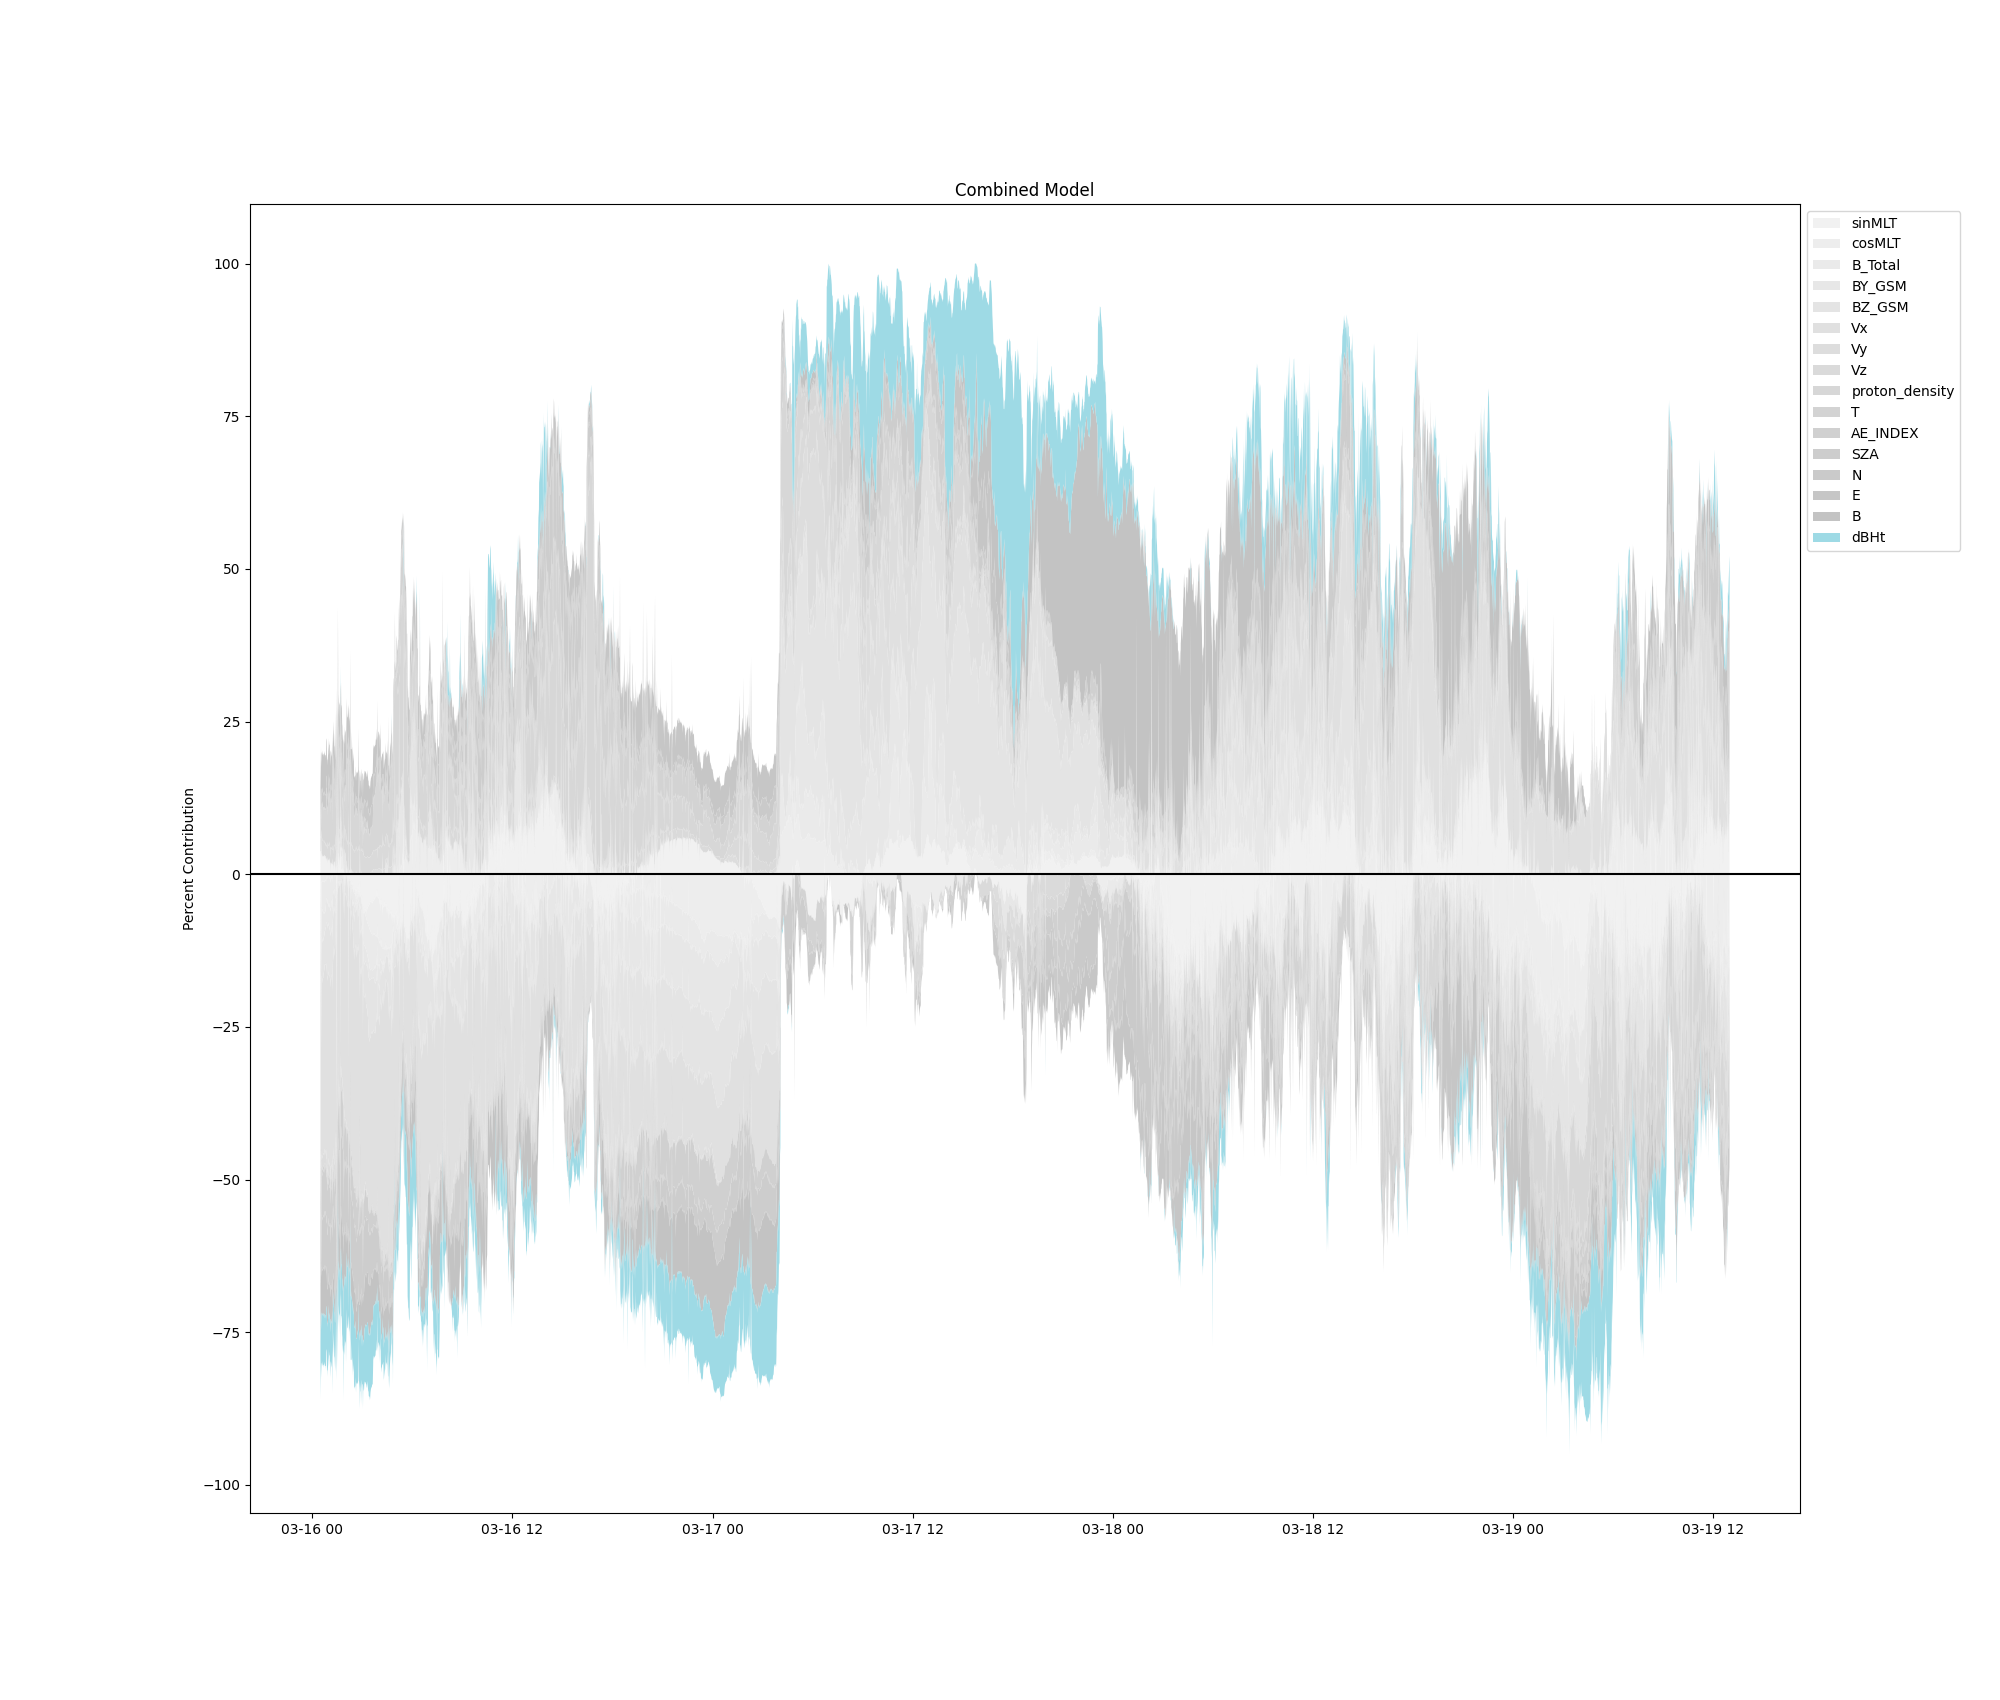 Combined Model
sinMLT
cosMLT
B_Total
BY_GSM
BZ_GSM
Vx
Vy
Vz
proton_density
T
AE_INDEX
SZA
N
E
B
dBHt
100
75
50
25
0
−25
−50
−75
−100
Percent Contribution
03-16 00 03-16 12 03-17 00 03-17 12 03-18 00 03-18 12 03-19 00 03-19 12